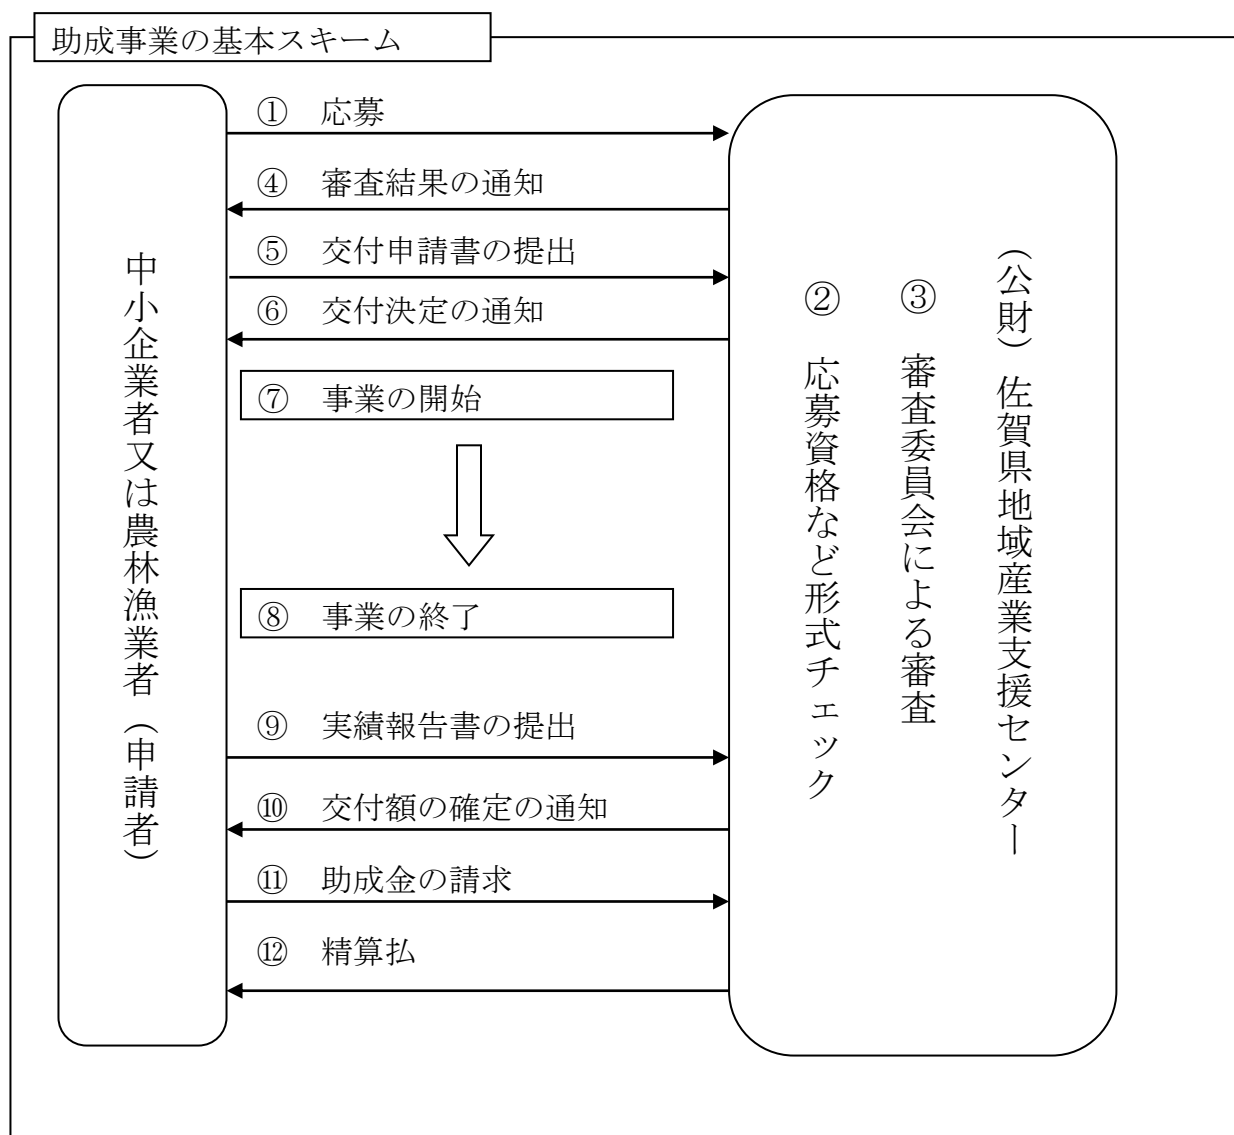 助成事業の基本スキーム
中小企業者又は農林漁業者（申請者）
① 応募
④ 審査結果の通知
⑤ 交付申請書の提出
⑥ 交付決定の通知
⑦ 事業の開始
⑧ 事業の終了
⑨ 実績報告書の提出
⑩ 交付額の確定の通知
⑪ 助成金の請求
⑫ 精算払
（公財）佐賀県地域産業支援センター
③ 審査委員会による審査
② 応募資格など形式チェック